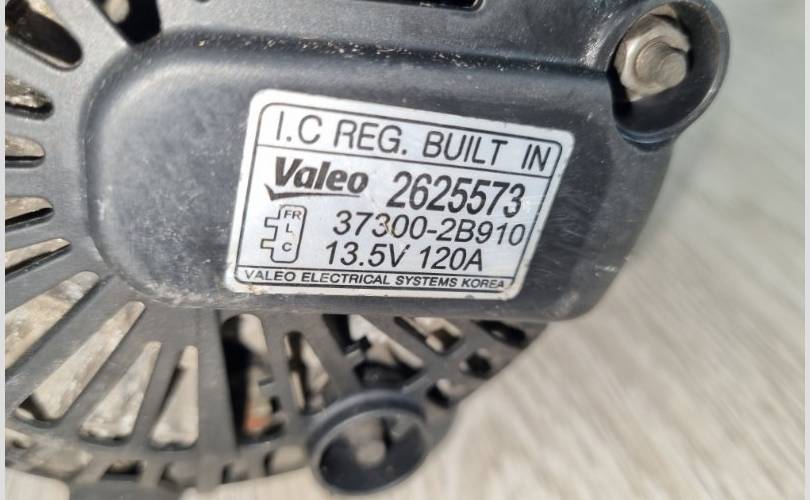 I.C REG. BUILT IN
Valeo 2625573
FR
L
C
37300-2B910
13.5V 120A
VALEO ELECTRICAL SYSTEMS KOREA